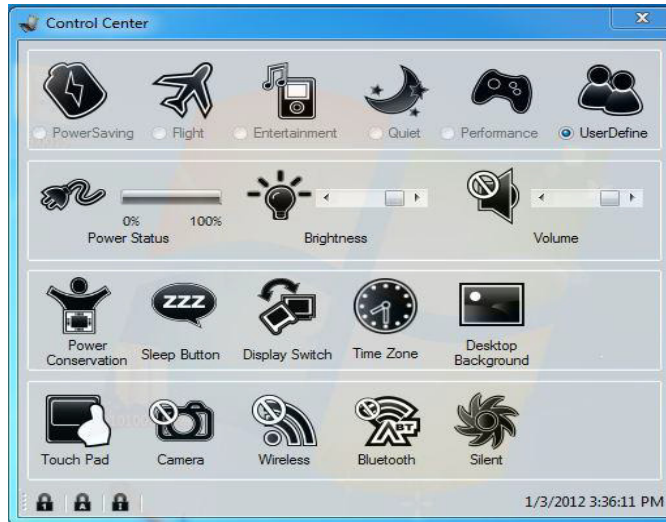 Control Center
PowerSaving Flight Entertainment Quiet Performance UserDefine
0% 100%
Power Status Brightness Volume
zzz
Power Conservation Sleep Button Display Switch Time Zone Desktop Background
BT
Touch Pad Camera Wireless Bluetooth Silent
1 A
1/3/2012 3:36:11 PM